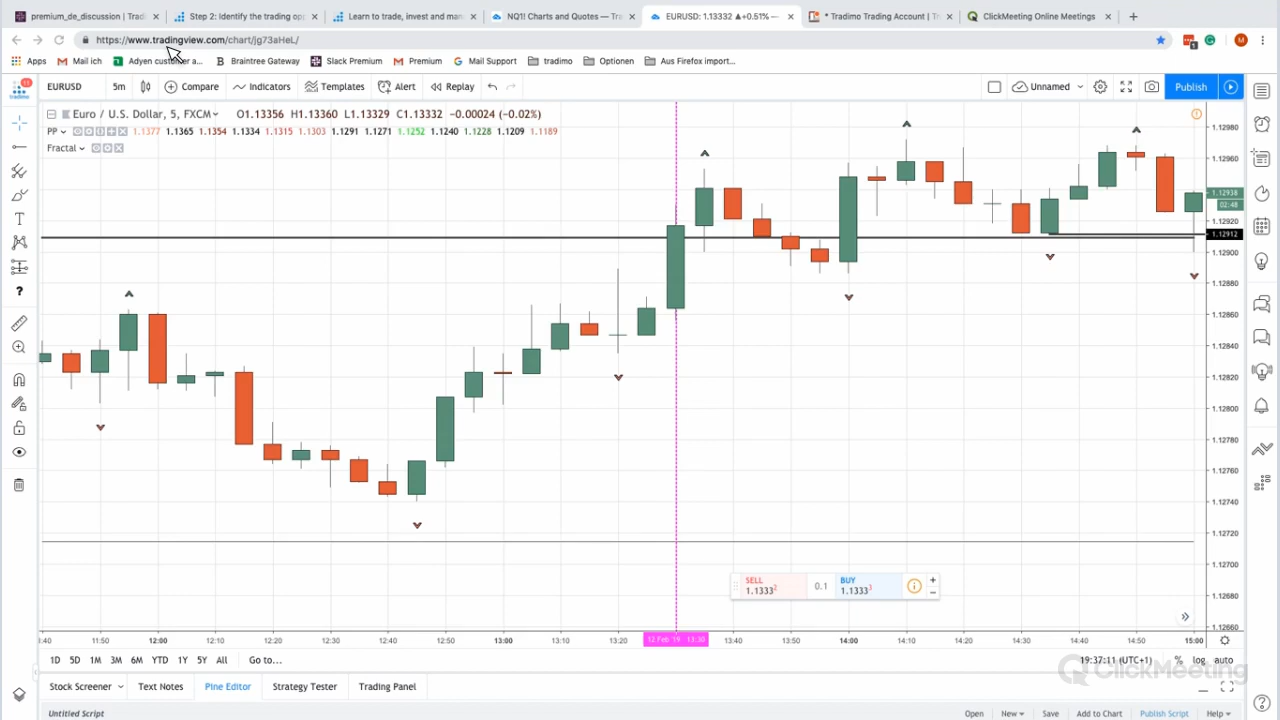 premium_de_discussion | Tradi
Step 2: Identify the trading opp
Learn to trade, invest and man
NQ1! Charts and Quotes — Tra
EURUSD: 1.13332 ▲+0.51% —
* Tradimo Trading Account | Th
ClickMeeting Online Meetings
https://www.tradingview.com/chart/jg73aHeL/
Apps
Mail ich
Adyen customer a...
Braintree Gateway
Slack Premium
Premium
Mail Support
tradimo
Optionen
Aus Firefox import...
EURUSD
5m
Compare
Indicators
Templates
Alert
Replay
Unnamed
Publish
Euro / U.S. Dollar, 5, FXCM O1.13356 H1.13360 L1.13329 C1.13332 -0.00024 (-0.02%)
PP 1.1377 1.1365 1.1354 1.1334 1.1315 1.1303 1.1291 1.1271 1.1252 1.1240 1.1228 1.1209 1.1189
Fractal
1.12980
1.12960
1.12938
02:48
1.12920
1.12912
1.12900
1.12880
1.12860
1.12840
1.12820
1.12800
1.12780
1.12760
1.12740
1.12720
1.12700
1.12680
1.12660
SELL
1.13332
0.1
BUY
1.13333
:40 11:50 12:00 12:10 12:20 12:30 12:40 12:50 13:00 13:10 13:20 12 Feb '19 13:30 13:40 13:50 14:00 14:10 14:20 14:30 14:40 14:50 15:00
1D 5D 1M 3M 6M YTD 1Y 5Y All Go to...
19:37:11 (UTC+1) % log auto
ClickMeeting
Stock Screener Text Notes Pine Editor Strategy Tester Trading Panel
Untitled Script
Open New Save Add to Chart Publish Script Help